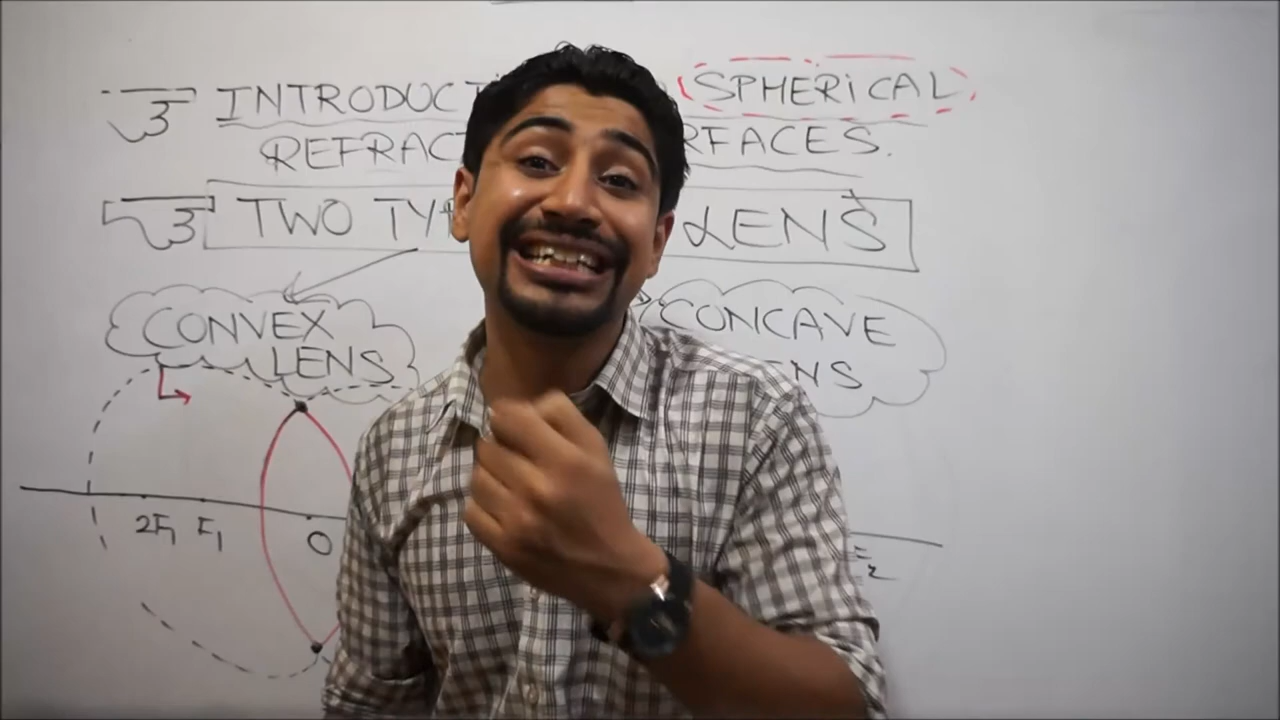 INTRODUCT SPHERICAL
REFRAC RFACES.
TWO TY LENS
CONVEX
LENS
CONCAVE
NS
2F1 F1 O